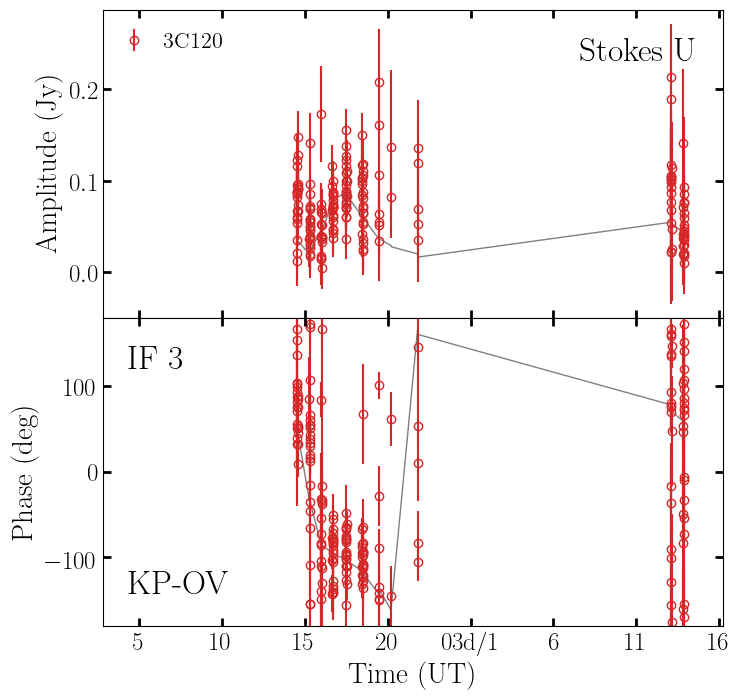 3C120
Stokes U
Amplitude (Jy)
0.2
0.1
0.0
IF 3
KP-OV
Phase (deg)
100
0
−100
5 10 15 20 03d/1 6 11 16
Time (UT)